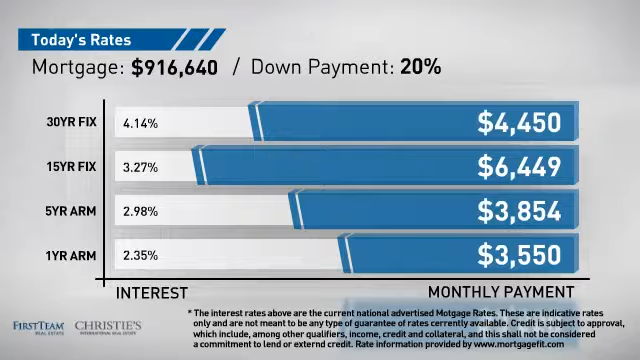 Today's Rates
Mortgage: $916,640 / Down Payment: 20%
30YR FIX 4.14% $4,450
15YR FIX 3.27% $6,449
5YR ARM 2.98% $3,854
1YR ARM 2.35% $3,550
INTEREST MONTHLY PAYMENT
* The interest rates above are the current national advertised Motgage Rates. These are indicative rates
only and are not meant to be any type of guarantee of rates cerrently available. Credit is subject to approval,
which include, among other qualifiers, income, credit and collateral, and this shall not be considered
a commitment to lend or externd credit. Rate information provided by www.mortgagefit.com
FIRST TEAM CHRISTIE'S
REAL ESTATE INTERNATIONAL REAL ESTATE